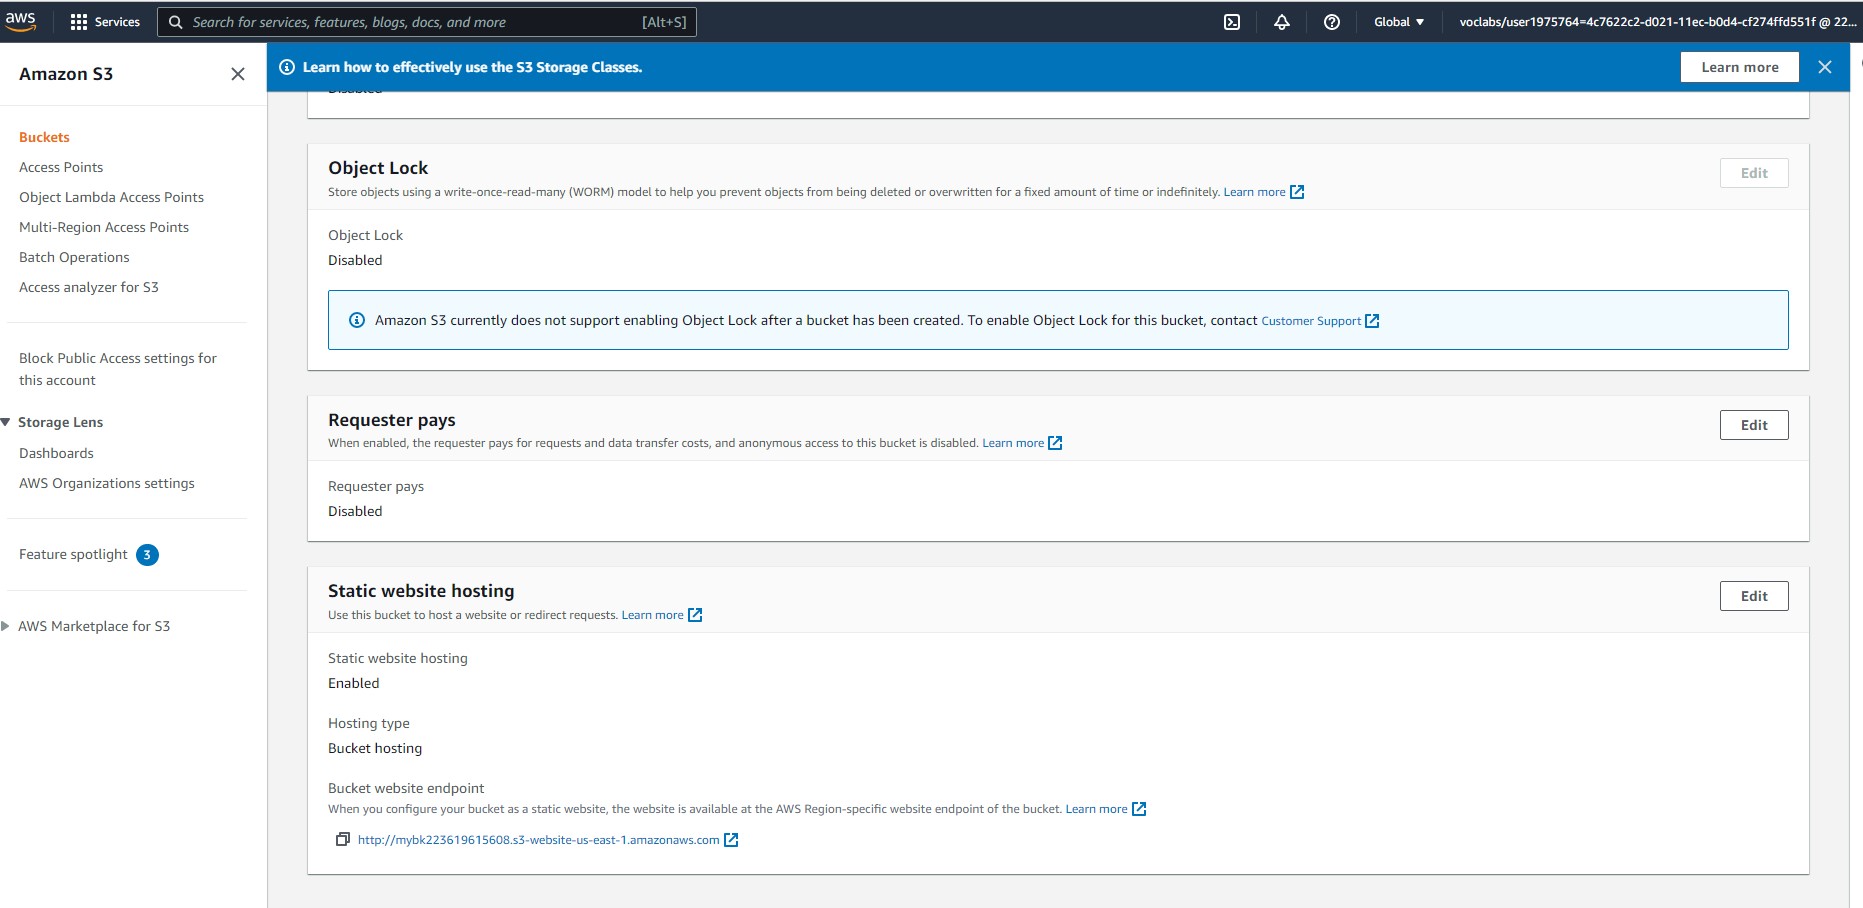 aws
Services
Search for services, features, blogs, docs, and more
[Alt+S]
Global
voclabs/user1975764=4c7622c2-d021-11ec-b0d4-cf274ffd551f @ 22...
Amazon S3
Learn how to effectively use the S3 Storage Classes.
Learn more
Buckets
Access Points
Object Lambda Access Points
Multi-Region Access Points
Batch Operations
Access analyzer for S3
Block Public Access settings for
this account
Storage Lens
Dashboards
AWS Organizations settings
Feature spotlight 3
AWS Marketplace for S3
Disabled
Object Lock
Edit
Store objects using a write-once-read-many (WORM) model to help you prevent objects from being deleted or overwritten for a fixed amount of time or indefinitely. Learn more
Object Lock
Disabled
Amazon S3 currently does not support enabling Object Lock after a bucket has been created. To enable Object Lock for this bucket, contact Customer Support
Requester pays
Edit
When enabled, the requester pays for requests and data transfer costs, and anonymous access to this bucket is disabled. Learn more
Requester pays
Disabled
Static website hosting
Edit
Use this bucket to host a website or redirect requests. Learn more
Static website hosting
Enabled
Hosting type
Bucket hosting
Bucket website endpoint
When you configure your bucket as a static website, the website is available at the AWS Region-specific website endpoint of the bucket. Learn more
http://mybk223619615608.s3-website-us-east-1.amazonaws.com